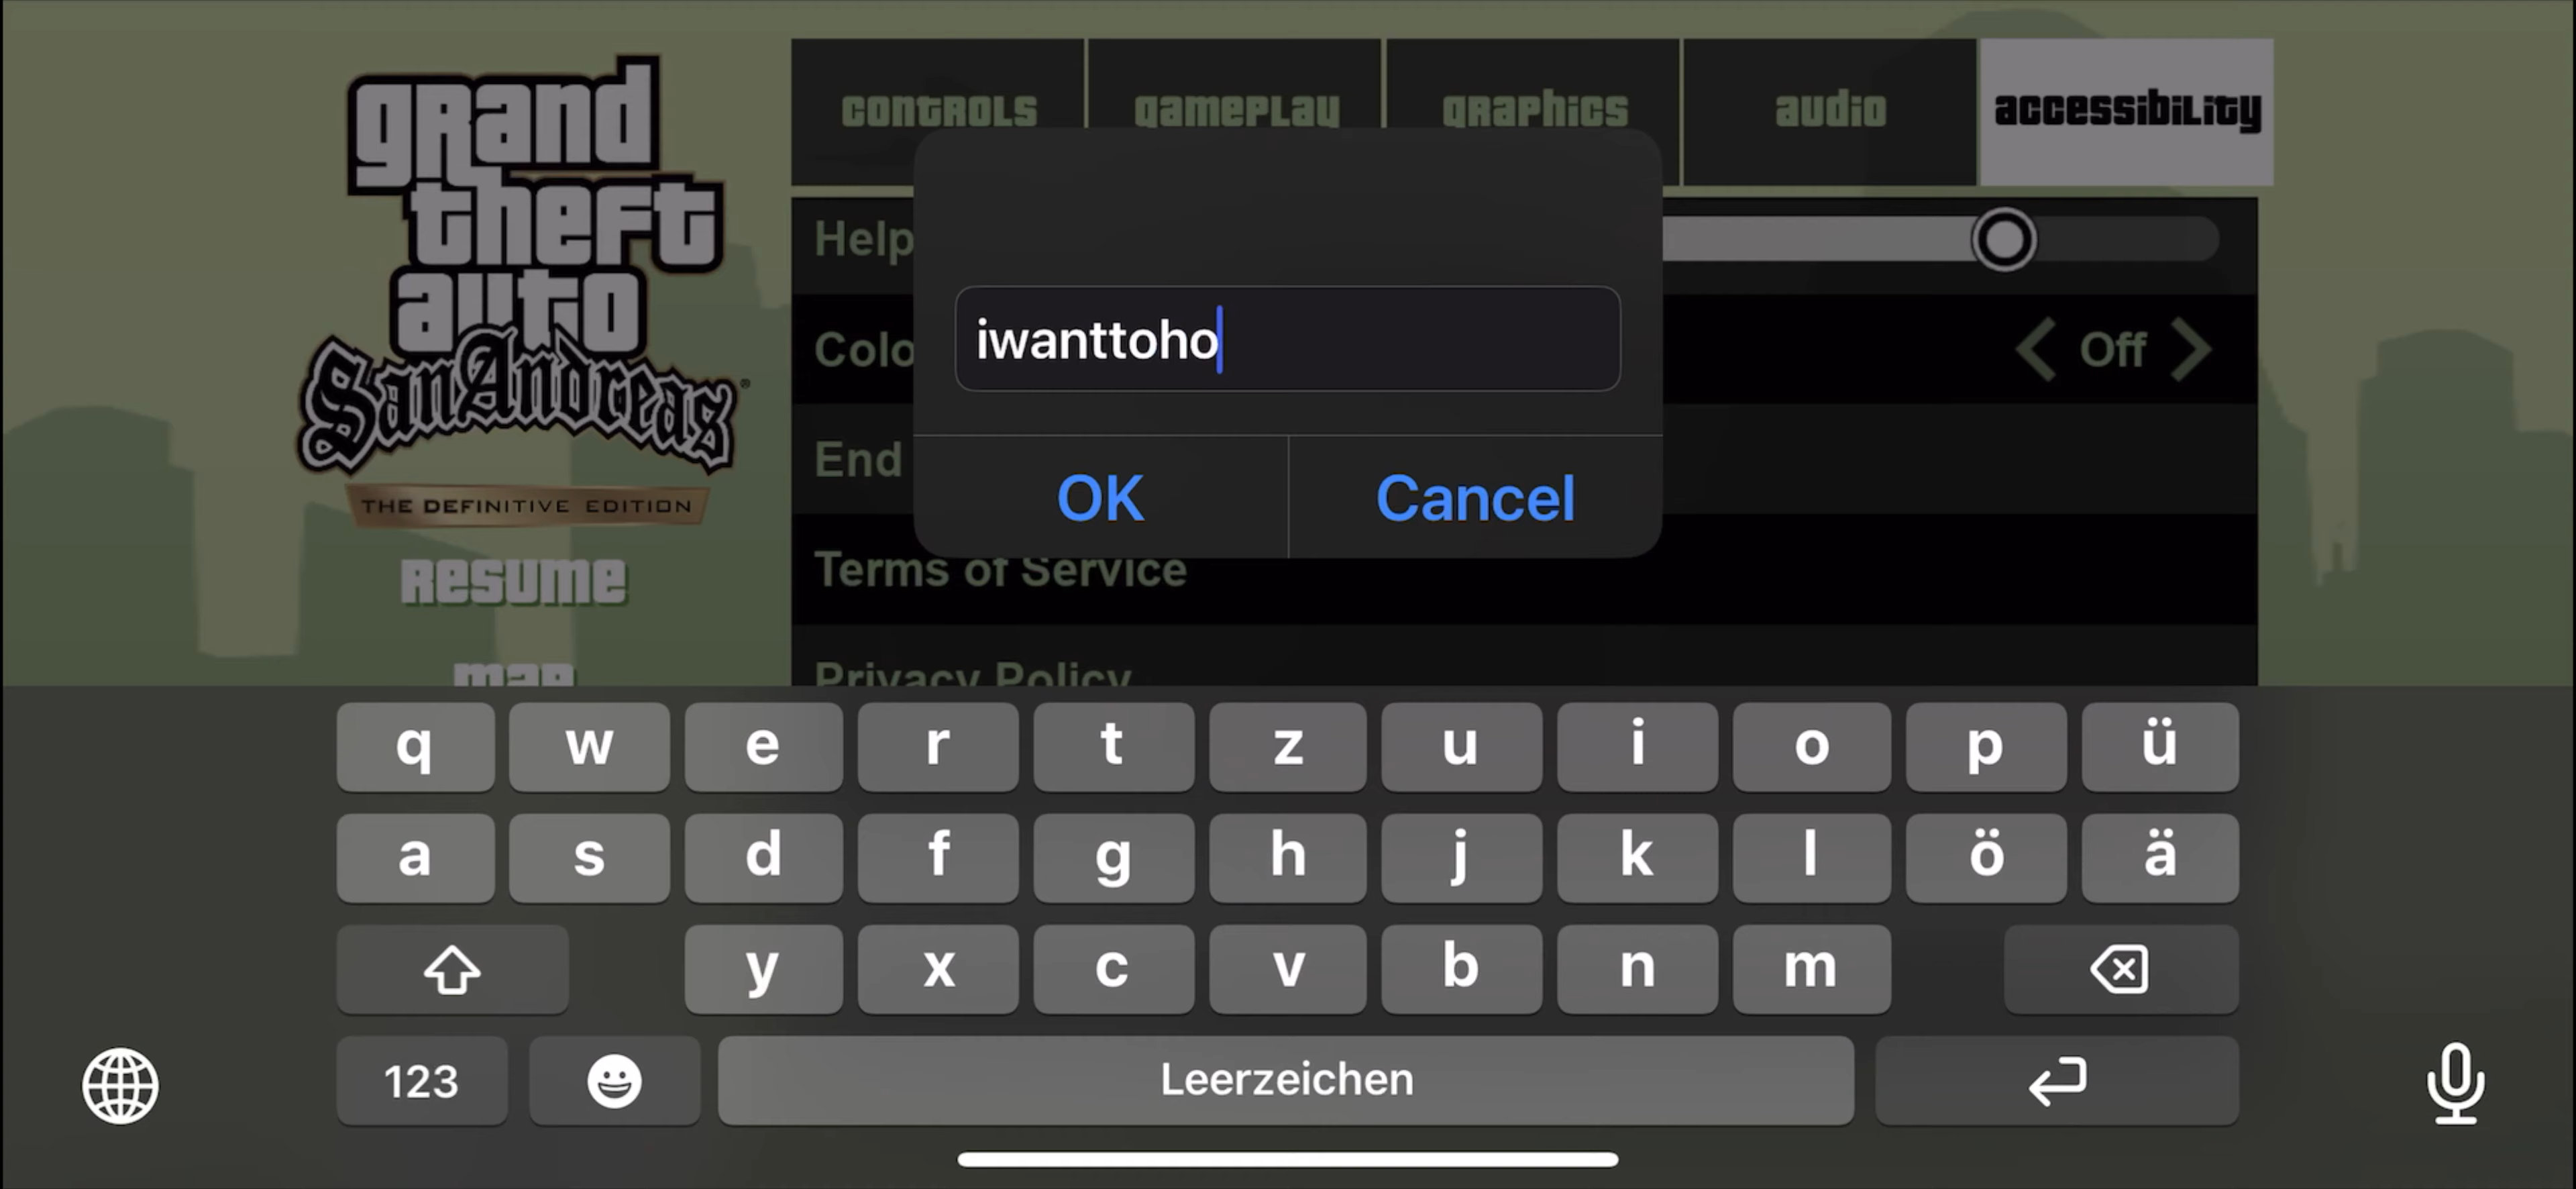 grand
theft
auto
San Andreas
THE DEFINITIVE EDITION
RESUME
map
controls gameplay graphics audio accessibility
Help
Colo
Off
End
Terms of Service
Privacy Policy
iwanttoho
OK Cancel
q w e r t z u i o p ü
a s d f g h j k l ö ä
y x c v b n m
123 Leerzeichen